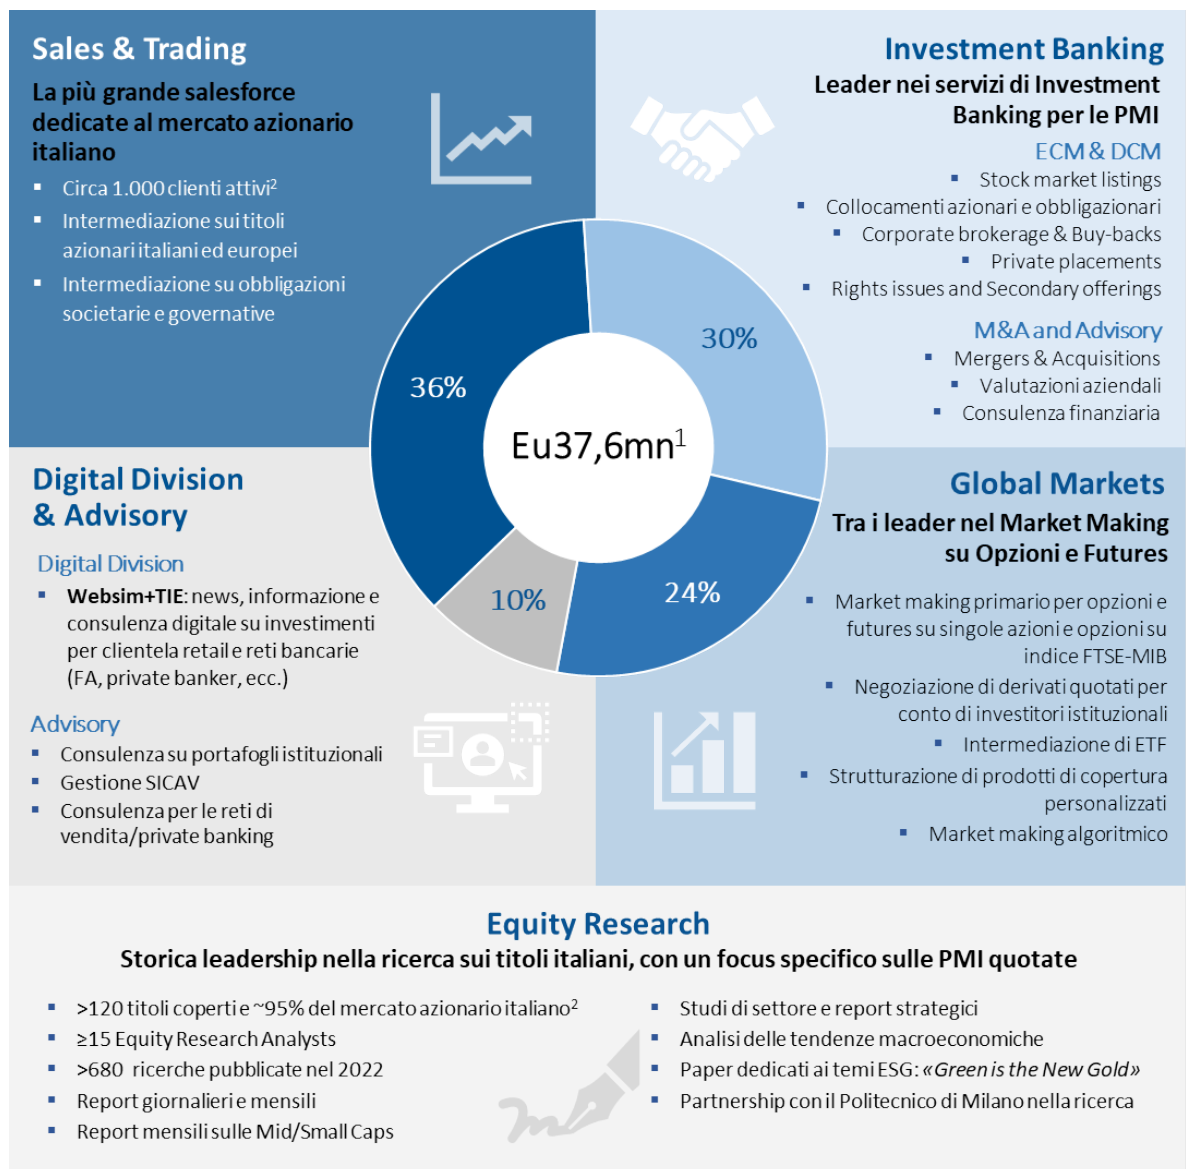 Sales & Trading
La più grande salesforce
dedicate al mercato azionario
italiano
▪ Circa 1.000 clienti attivi²
▪ Intermediazione sui titoli
azionari italiani ed europei
▪ Intermediazione su obbligazioni
societarie e governative
Investment Banking
Leader nei servizi di Investment
Banking per le PMI
ECM & DCM
▪ Stock market listings
▪ Collocamenti azionari e obbligazionari
▪ Corporate brokerage & Buy-backs
▪ Private placements
▪ Rights issues and Secondary offerings
M&A and Advisory
▪ Mergers & Acquisitions
▪ Valutazioni aziendali
▪ Consulenza finanziaria
36%
30%
Eu37,6mn¹
10%
24%
Digital Division
& Advisory
Digital Division
▪ Websim+TIE: news, informazione e
consulenza digitale su investimenti
per clientela retail e reti bancarie
(FA, private banker, ecc.)
Advisory
▪ Consulenza su portafogli istituzionali
▪ Gestione SICAV
▪ Consulenza per le reti di
vendita/private banking
Global Markets
Tra i leader nel Market Making
su Opzioni e Futures
▪ Market making primario per opzioni e
futures su singole azioni e opzioni su
indice FTSE-MIB
▪ Negoziazione di derivati quotati per
conto di investitori istituzionali
▪ Intermediazione di ETF
▪ Strutturazione di prodotti di copertura
personalizzati
▪ Market making algoritmico
Equity Research
Storica leadership nella ricerca sui titoli italiani, con un focus specifico sulle PMI quotate
▪ >120 titoli coperti e ~95% del mercato azionario italiano²
▪ ≥15 Equity Research Analysts
▪ >680 ricerche pubblicate nel 2022
▪ Report giornalieri e mensili
▪ Report mensili sulle Mid/Small Caps
▪ Studi di settore e report strategici
▪ Analisi delle tendenze macroeconomiche
▪ Paper dedicati ai temi ESG: «Green is the New Gold»
▪ Partnership con il Politecnico di Milano nella ricerca